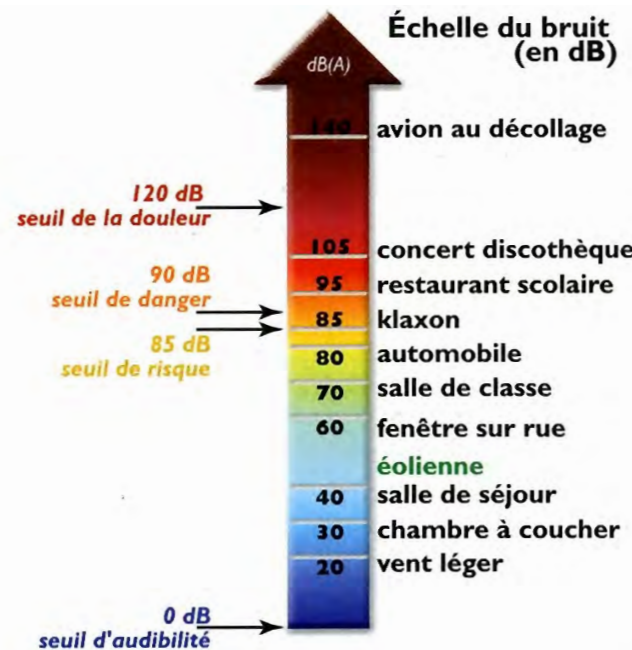 Échelle du bruit
(en dB)
dB(A)
140 avion au décollage
120 dB
seuil de la douleur
105 concert discothèque
95 restaurant scolaire
90 dB
seuil de danger
85 klaxon
85 dB
seuil de risque
80 automobile
70 salle de classe
60 fenêtre sur rue
éolienne
40 salle de séjour
30 chambre à coucher
20 vent léger
0 dB
seuil d'audibilité